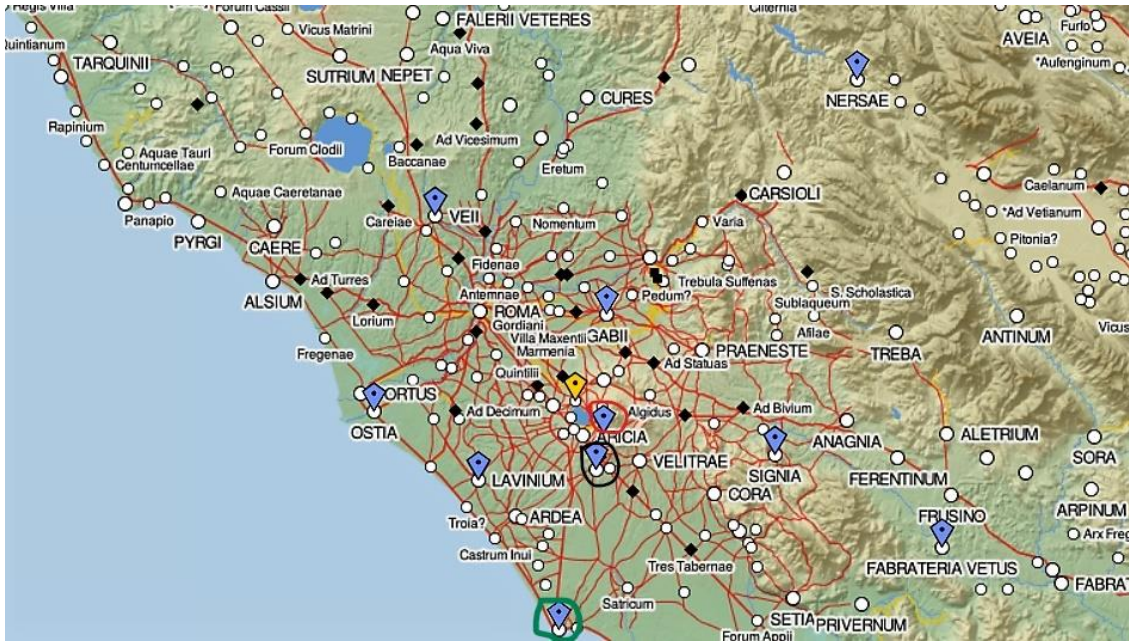 Regis Villa
Forum Cassii
FALERII VETERES
Cliternia
Furfo
AVEIA
Quintianum
Vicus Matrini
Aqua Viva
*Aufenginum
TARQUINII
SUTRIUM
NEPET
CURES
NERSAE
Rapinium
Ad Vicesimum
Aquae Tauri
Forum Clodii
Baccanae
Eretum
Centumcellae
Aquae Caeretanae
CARSIOLI
Caelanum
Panapio
PYRGI
CAERE
Careiae
VEII
Nomentum
Varia
*Ad Vetianum
Pitonia?
Fidenae
Ad Turres
Trebula Suffenas
ALSIUM
Antemnae
Pedum?
S. Scholastica
Sublaqueum
Lorium
ROMA
Gordiani
GABII
Afilae
ANTINUM
Vicus
Fregenae
Villa Maxentii
Marmenia
PRAENESTE
TREBA
Quintilii
Ad Statuas
ORTUS
OSTIA
Ad Decimum
Algidus
Ad Bivium
ARICIA
ANAGNIA
ALETRIUM
SORA
LAVINIUM
VELITRAE
SIGNIA
FERENTINUM
CORA
ARPINUM
Troia?
ARDEA
FRUSINO
Arx Freg
Castrum Inui
Tres Tabernae
FABRATERIA VETUS
FABRAT
Satricum
SETIA
PRIVERNUM
Forum Appii